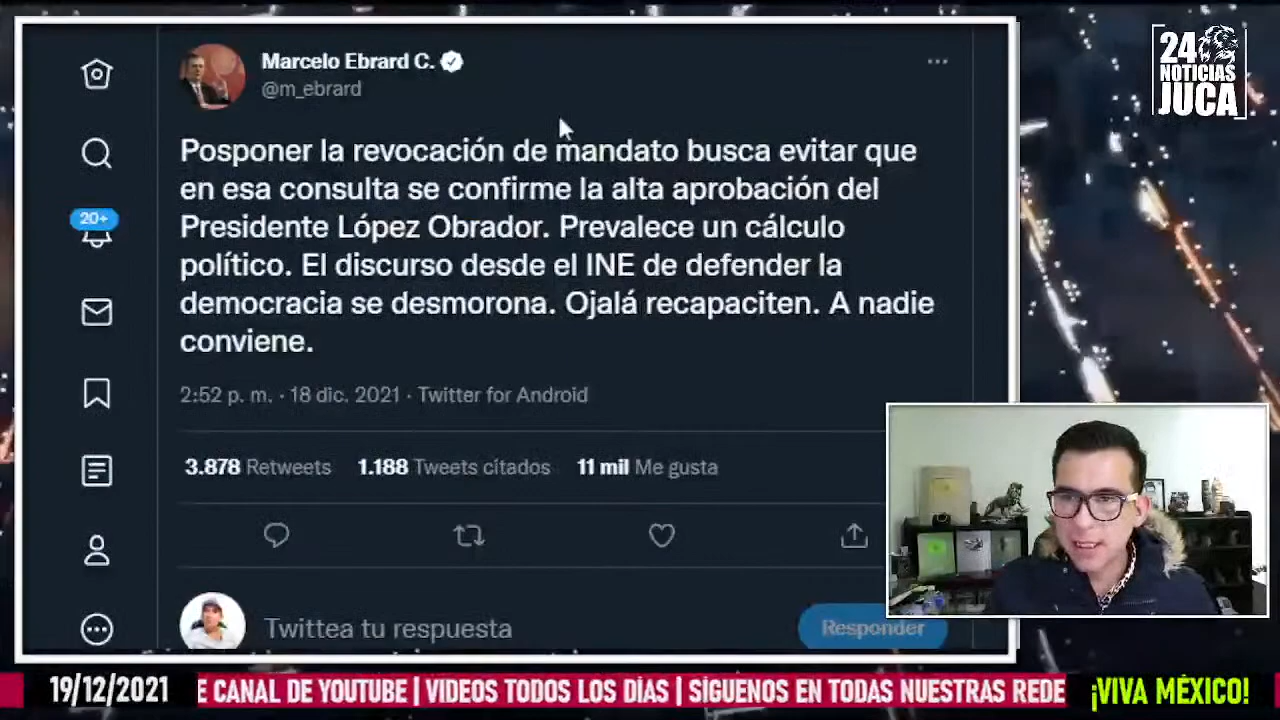 Marcelo Ebrard C.
@m_ebrard
24
NOTICIAS
JUCA
20+
Posponer la revocación de mandato busca evitar que
en esa consulta se confirme la alta aprobación del
Presidente López Obrador. Prevalece un cálculo
político. El discurso desde el INE de defender la
democracia se desmorona. Ojalá recapaciten. A nadie
conviene.
2:52 p. m. · 18 dic. 2021 · Twitter for Android
3.878 Retweets 1.188 Tweets citados 11 mil Me gusta
Twittea tu respuesta
Responder
19/12/2021 E CANAL DE YOUTUBE | VIDEOS TODOS LOS DÍAS | SÍGUENOS EN TODAS NUESTRAS REDE ¡VIVA MÉXICO!